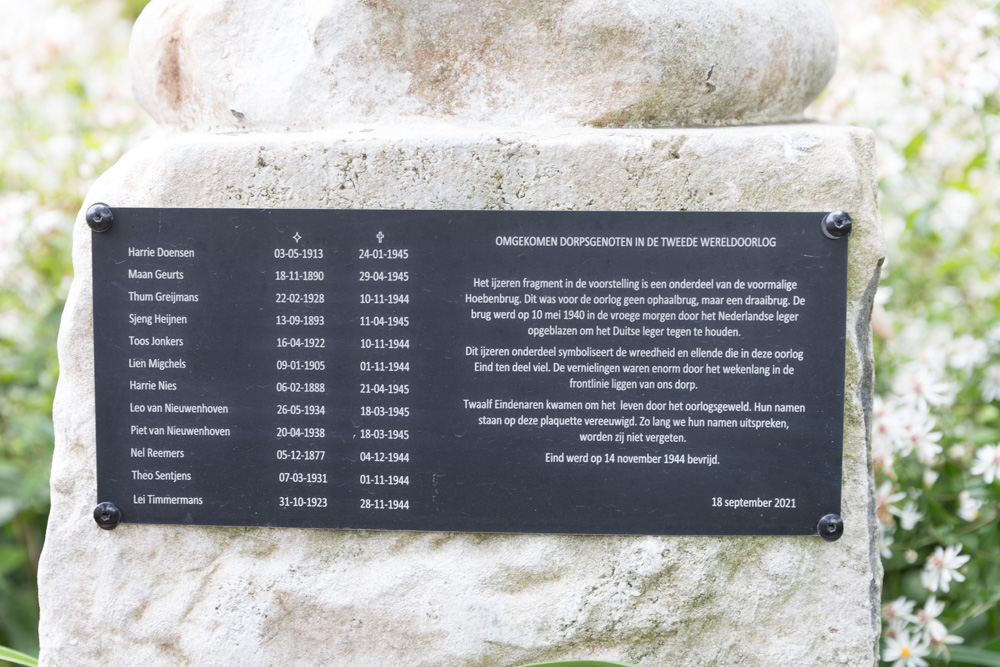 ✧ ✞
Harrie Doensen 03-05-1913 24-01-1945
Maan Geurts 18-11-1890 29-04-1945
Thum Greijmans 22-02-1928 10-11-1944
Sjeng Heijnen 13-09-1893 11-04-1945
Toos Jonkers 16-04-1922 10-11-1944
Lien Migchels 09-01-1905 01-11-1944
Harrie Nies 06-02-1888 21-04-1945
Leo van Nieuwenhoven 26-05-1934 18-03-1945
Piet van Nieuwenhoven 20-04-1938 18-03-1945
Nel Reemers 05-12-1877 04-12-1944
Theo Sentjens 07-03-1931 01-11-1944
Lei Timmermans 31-10-1923 28-11-1944
OMGEKOMEN DORPSGENOTEN IN DE TWEEDE WERELDOORLOG
Het ijzeren fragment in de voorstelling is een onderdeel van de voormalige
Hoebenbrug. Dit was voor de oorlog geen ophaalbrug, maar een draaibrug. De
brug werd op 10 mei 1940 in de vroege morgen door het Nederlandse leger
opgeblazen om het Duitse leger tegen te houden.
Dit ijzeren onderdeel symboliseert de wreedheid en ellende die in deze oorlog
Eind ten deel viel. De vernielingen waren enorm door het wekenlang in de
frontlinie liggen van ons dorp.
Twaalf Eindenaren kwamen om het leven door het oorlogsgeweld. Hun namen
staan op deze plaquette vereeuwigd. Zo lang we hun namen uitspreken,
worden zij niet vergeten.
Eind werd op 14 november 1944 bevrijd.
18 september 2021